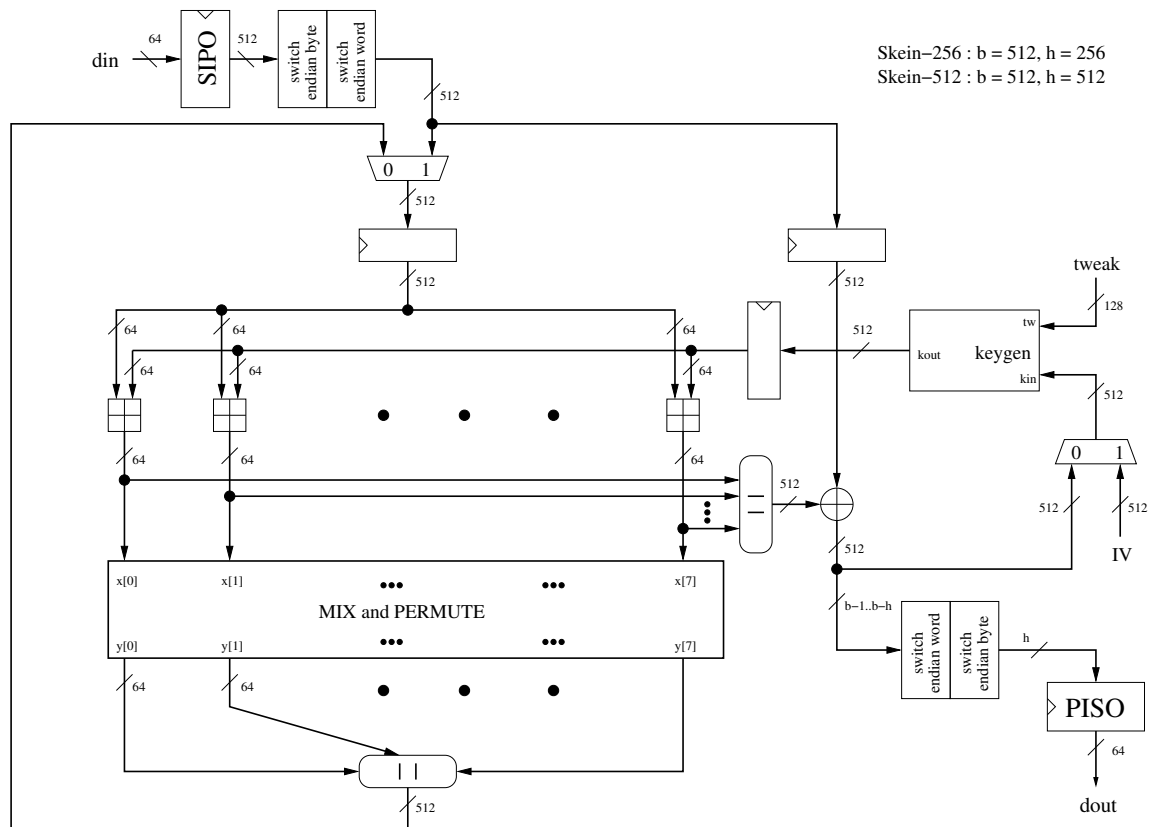 Skein−256 : b = 512, h = 256
Skein−512 : b = 512, h = 512
din
64
SIPO
512
switch
endian byte
switch
endian word
512
0 1
512
512
512
tweak
128
64
64
64
64
64
64
512
tw
kout
keygen
kin
512
0 1
64
64
64
| |
512
512
512
512
IV
x[0]
x[1]
x[7]
MIX and PERMUTE
y[0]
y[1]
y[7]
b−1..b−h
switch
endian word
switch
endian byte
h
64
64
PISO
64
dout
| |
512